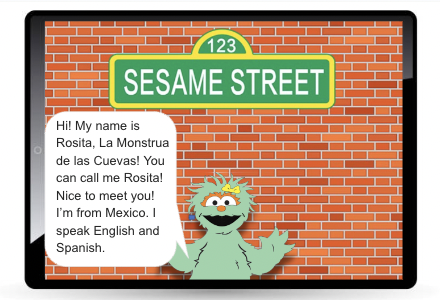 123
SESAME STREET
Hi! My name is
Rosita, La Monstrua
de las Cuevas! You
can call me Rosita!
Nice to meet you!
I'm from Mexico. I
speak English and
Spanish.